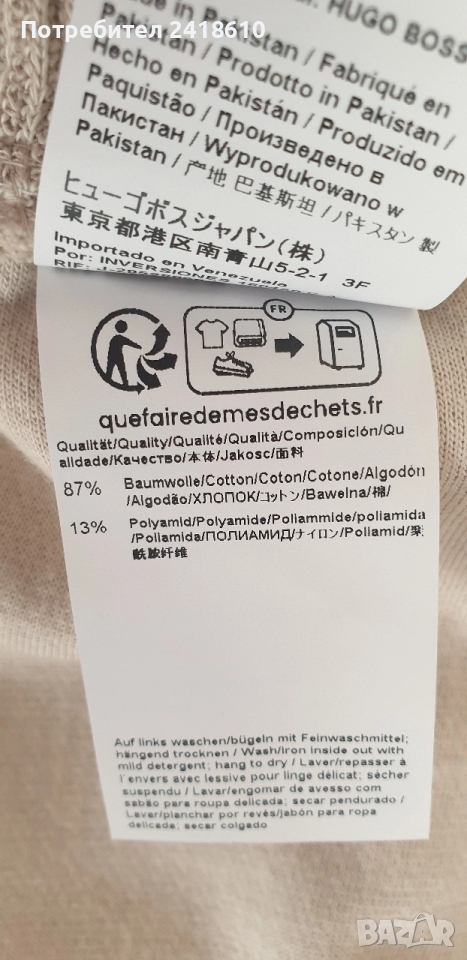 Потребител 2418610
HUGO BOSS
in Pakistan / Fabriqué en
Pakistan / Prodotto in Pakistan /
Hecho en Pakistán / Produzido em
Paquistão / Произведено в
Пакистан / Wyprodukowano w
Pakistan / 产地 巴基斯坦 / パキスタン 製
ヒューゴボスジャパン(株)
東京都港区南青山5-2-1 3F
Importado en Venezuela
Por: INVERSIONES
RIF:
FR
quefairedemesdechets.fr
Qualität/Quality/Qualité/Qualità/Composición/Qu
alidade/Качество/本体/Jakosc/面料
87% Baumwolle/Cotton/Coton/Cotone/Algodón
/Algodão/ХЛОПОК/コットン/Bawelna/棉/
13% Polyamid/Polyamide/Poliammide/poliamida
/Poliamida/ПОЛИАМИД/ナイロン/Poliamid/聚
酰胺纤维
Auf links waschen/bügeln mit Feinwaschmittel;
hängend trocknen / Wash/Iron inside out with
mild detergent; hang to dry / Laver/repasser à
l'envers avec lessive pour linge délicat; sécher
suspendu / Lavar/engomar de avesso com
sabão para roupa delicada; secar pendurado /
Lavar/planchar por revés/jabón para ropa
delicada; secar colgado
BAZAR